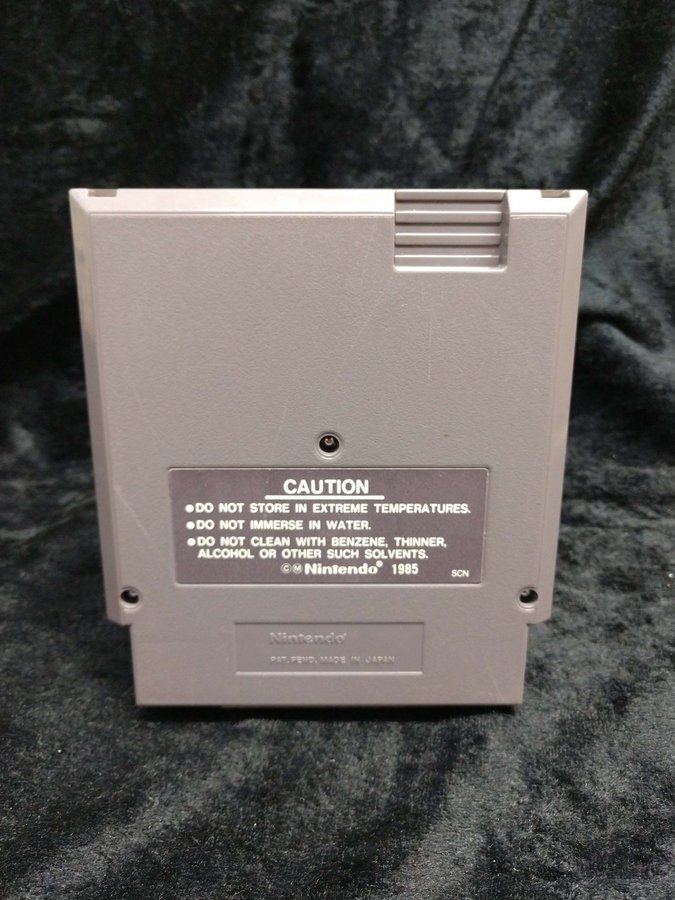 CAUTION
●DO NOT STORE IN EXTREME TEMPERATURES.
●DO NOT IMMERSE IN WATER.
●DO NOT CLEAN WITH BENZENE, THINNER,
ALCOHOL OR OTHER SUCH SOLVENTS.
ⒸⓂ Nintendo® 1985 SCN
Nintendo®
PAT. PEND. MADE IN JAPAN